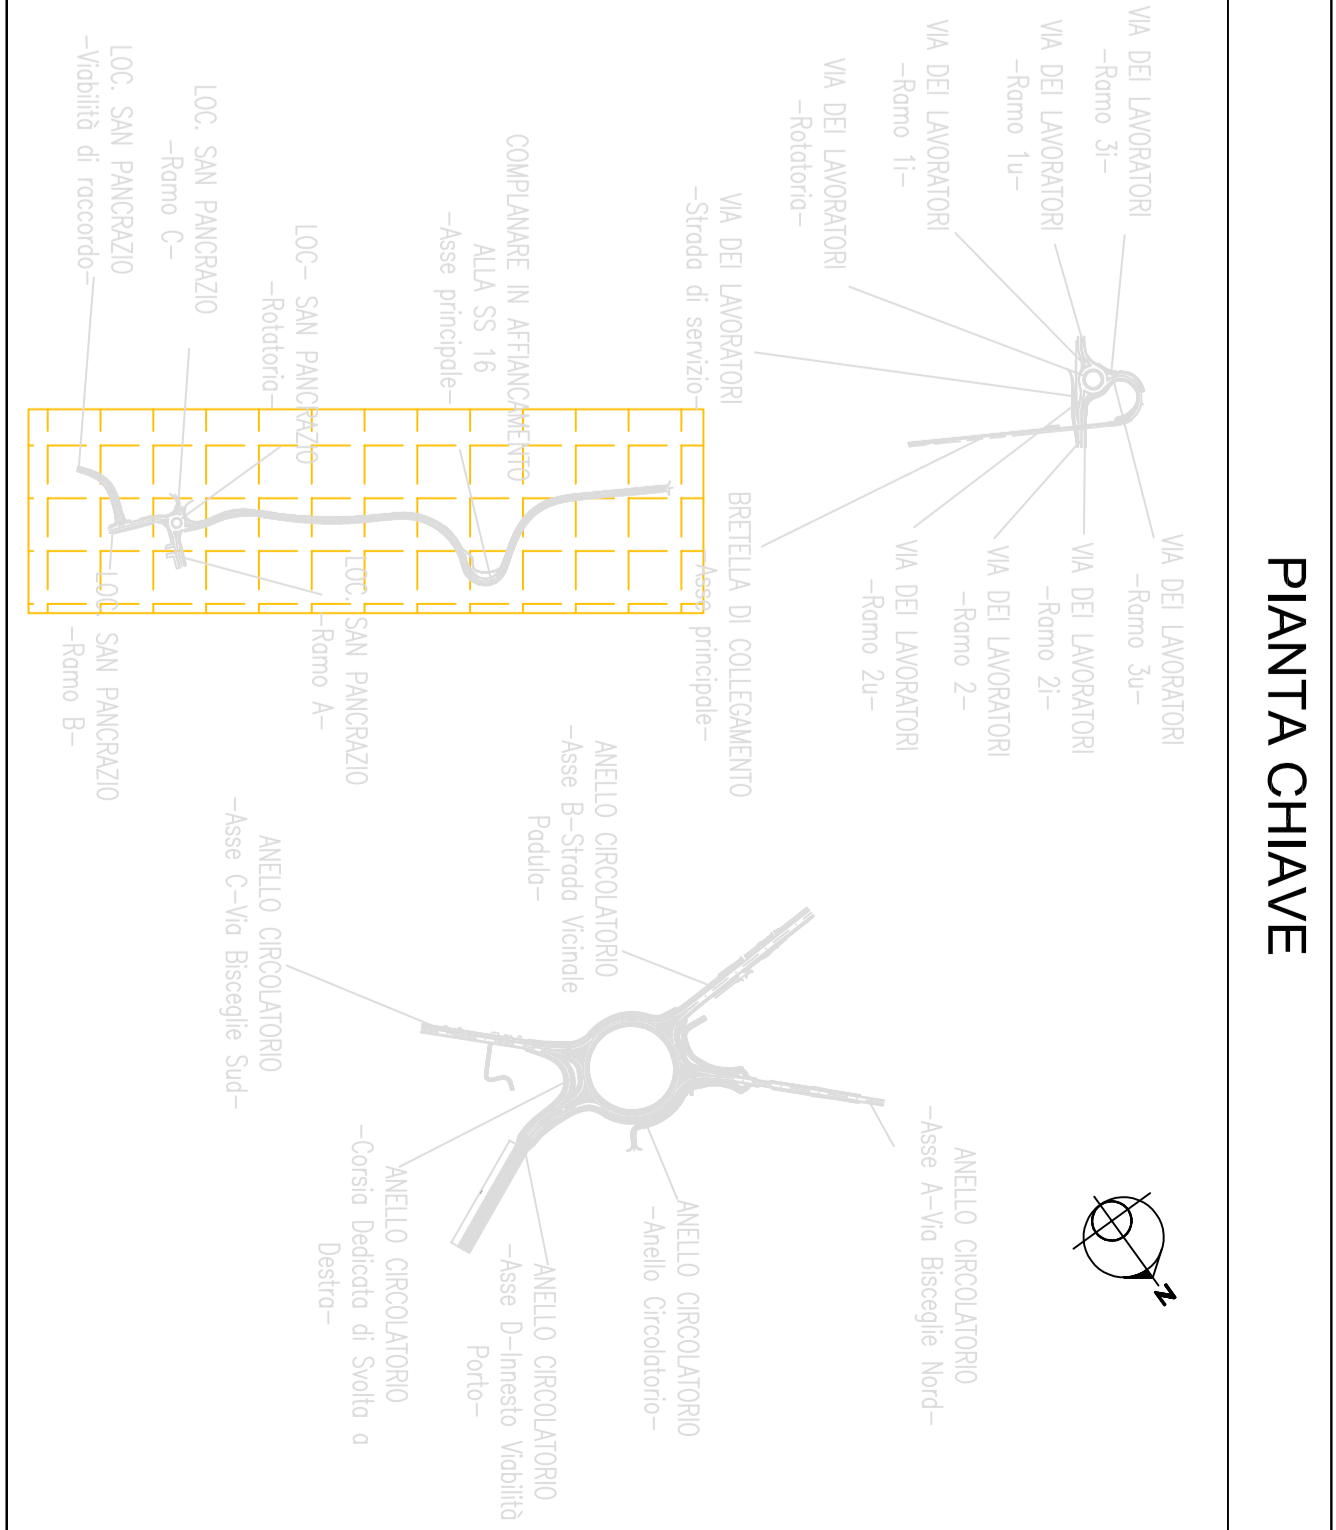 PIANTA CHIAVE
VIA DEI LAVORATORI
-Ramo 3i-
VIA DEI LAVORATORI
-Ramo 1u-
VIA DEI LAVORATORI
-Ramo 1i-
VIA DEI LAVORATORI
-Rotatoria-
VIA DEI LAVORATORI
-Strada di servizio-
COMPLANARE IN AFFIANCAMENTO
ALLA SS 16
-Asse principale-
LOC- SAN PANCRAZIO
-Rotatoria-
LOC. SAN PANCRAZIO
-Ramo C-
LOC. SAN PANCRAZIO
-Viabilità di raccordo-
VIA DEI LAVORATORI
-Ramo 3u-
VIA DEI LAVORATORI
-Ramo 2i-
VIA DEI LAVORATORI
-Ramo 2-
VIA DEI LAVORATORI
-Ramo 2u-
BRETELLA DI COLLEGAMENTO
-Asse principale-
LOC. SAN PANCRAZIO
-Ramo A-
LOC. SAN PANCRAZIO
-Ramo B-
ANELLO CIRCOLATORIO
-Asse B-Strada Vicinale
Padula-
ANELLO CIRCOLATORIO
-Asse C-Via Bisceglie Sud-
ANELLO CIRCOLATORIO
-Asse A-Via Bisceglie Nord-
ANELLO CIRCOLATORIO
-Anello Circolatorio-
ANELLO CIRCOLATORIO
-Asse D-Innesto Viabilità
Porto-
ANELLO CIRCOLATORIO
-Corsia Dedicata di Svolta a
Destra-
N